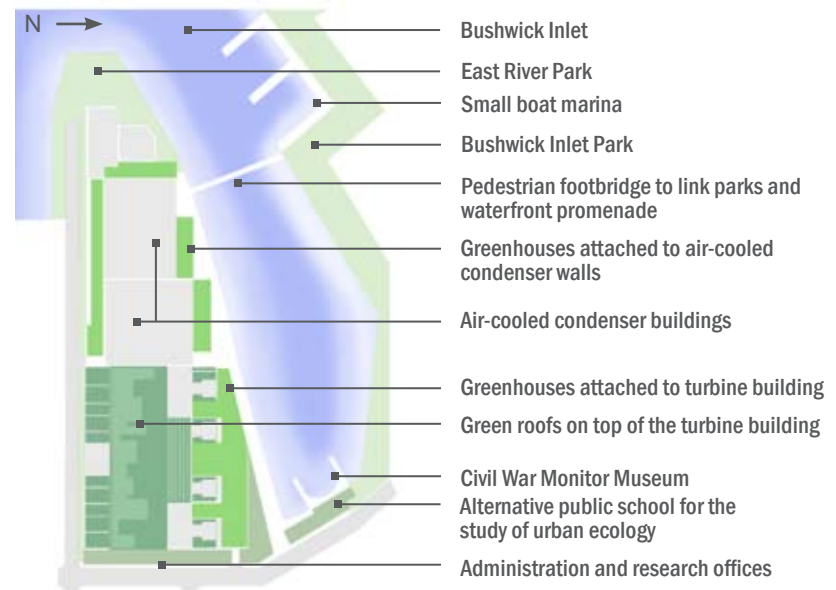 N
Bushwick Inlet
East River Park
Small boat marina
Bushwick Inlet Park
Pedestrian footbridge to link parks and
waterfront promenade
Greenhouses attached to air-cooled
condenser walls
Air-cooled condenser buildings
Greenhouses attached to turbine building
Green roofs on top of the turbine building
Civil War Monitor Museum
Alternative public school for the
study of urban ecology
Administration and research offices